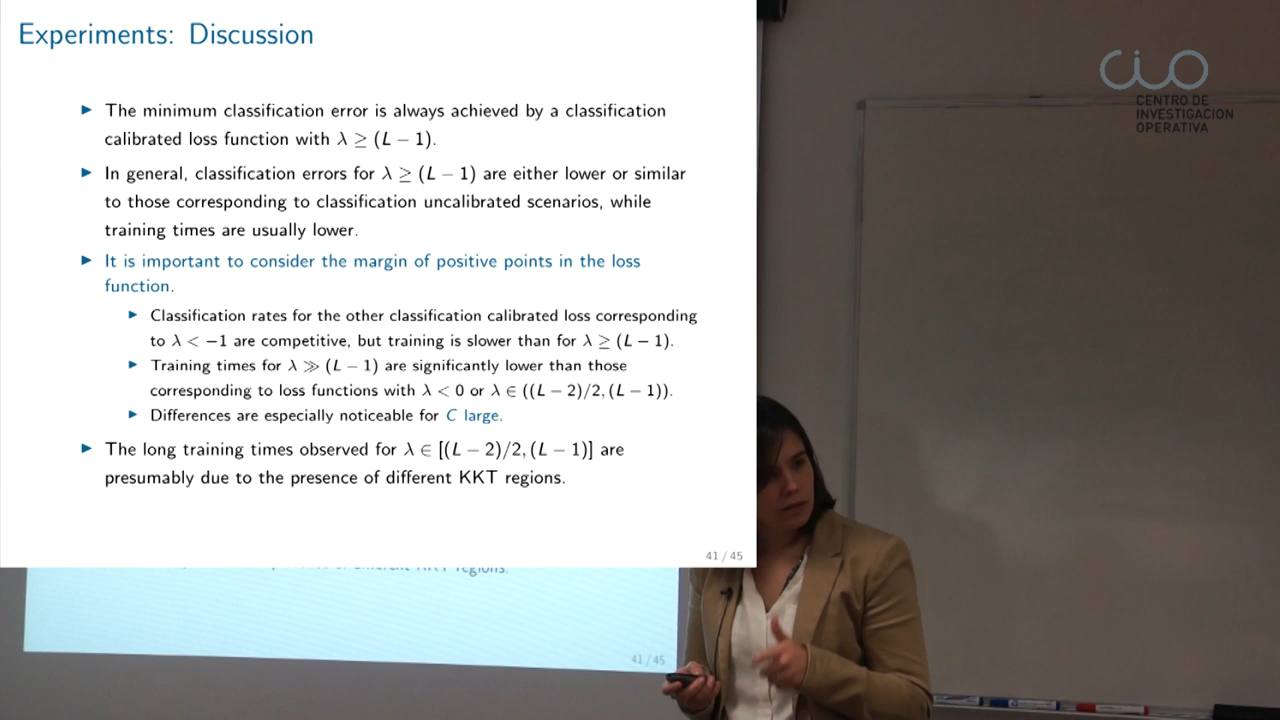 Experiments: Discussion
► The minimum classification error is always achieved by a classification
calibrated loss function with λ ≥ (L − 1).
► In general, classification errors for λ ≥ (L − 1) are either lower or similar
to those corresponding to classification uncalibrated scenarios, while
training times are usually lower.
► It is important to consider the margin of positive points in the loss
function.
► Classification rates for the other classification calibrated loss corresponding
to λ < −1 are competitive, but training is slower than for λ ≥ (L − 1).
► Training times for λ ≫ (L − 1) are significantly lower than those
corresponding to loss functions with λ < 0 or λ ∈ ((L − 2)/2, (L − 1)).
► Differences are especially noticeable for C large.
► The long training times observed for λ ∈ [(L − 2)/2, (L − 1)] are
presumably due to the presence of different KKT regions.
41 / 45
KKT regions.
41 / 45
CIO
CENTRO DE
INVESTIGACION
OPERATIVA